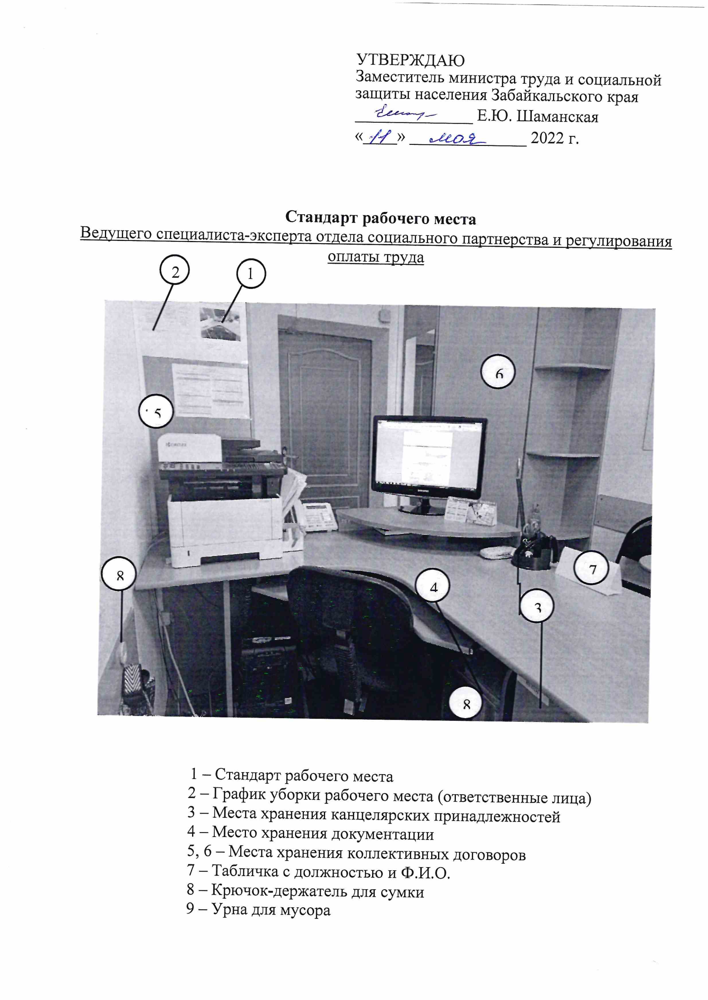 УТВЕРЖДАЮ
Заместитель министра труда и социальной
защиты населения Забайкальского края
Е.Ю. Шаманская
«11» мая 2022 г.
Стандарт рабочего места
Ведущего специалиста-эксперта отдела социального партнерства и регулирования
оплаты труда
2
1
6
5
SAMSUNG
8
7
4
3
8
1 – Стандарт рабочего места
2 – График уборки рабочего места (ответственные лица)
3 – Места хранения канцелярских принадлежностей
4 – Место хранения документации
5, 6 – Места хранения коллективных договоров
7 – Табличка с должностью и Ф.И.О.
8 – Крючок-держатель для сумки
9 – Урна для мусора